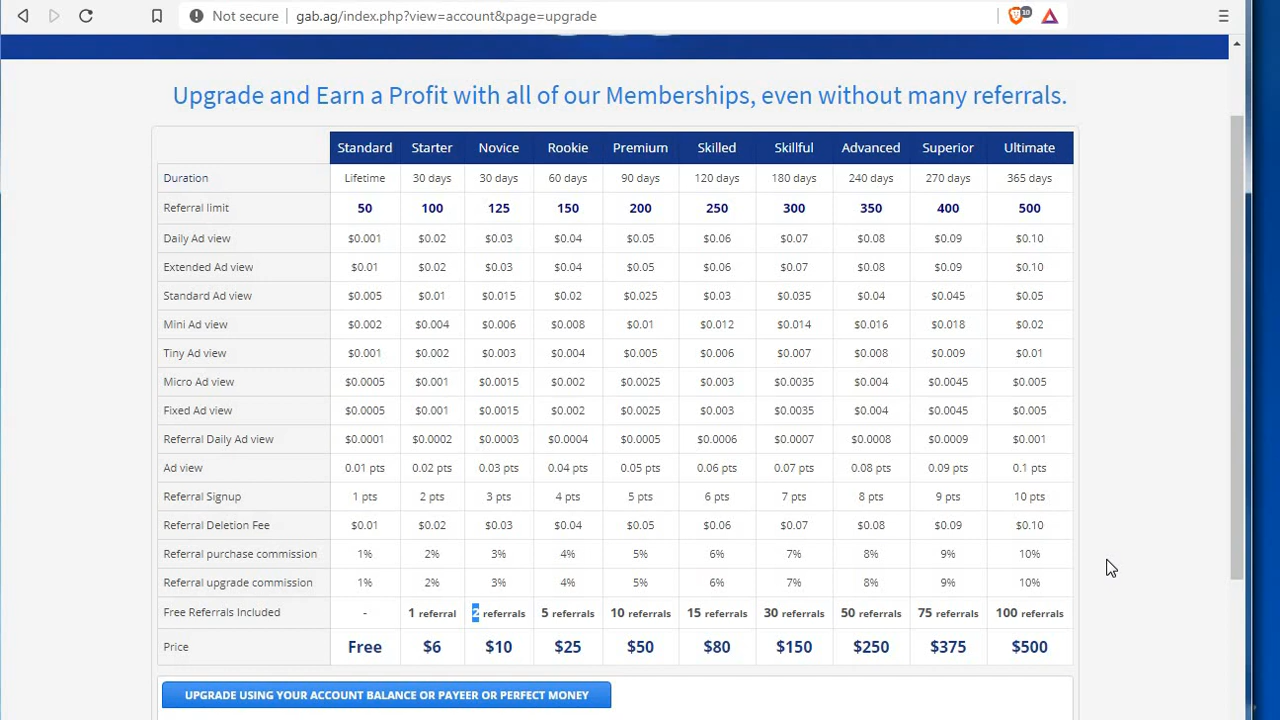 Not secure gab.ag/index.php?view=account&page=upgrade 10
Upgrade and Earn a Profit with all of our Memberships, even without many referrals.
Standard Starter Novice Rookie Premium Skilled Skillful Advanced Superior Ultimate
Duration Lifetime 30 days 30 days 60 days 90 days 120 days 180 days 240 days 270 days 365 days
Referral limit 50 100 125 150 200 250 300 350 400 500
Daily Ad view $0.001 $0.02 $0.03 $0.04 $0.05 $0.06 $0.07 $0.08 $0.09 $0.10
Extended Ad view $0.01 $0.02 $0.03 $0.04 $0.05 $0.06 $0.07 $0.08 $0.09 $0.10
Standard Ad view $0.005 $0.01 $0.015 $0.02 $0.025 $0.03 $0.035 $0.04 $0.045 $0.05
Mini Ad view $0.002 $0.004 $0.006 $0.008 $0.01 $0.012 $0.014 $0.016 $0.018 $0.02
Tiny Ad view $0.001 $0.002 $0.003 $0.004 $0.005 $0.006 $0.007 $0.008 $0.009 $0.01
Micro Ad view $0.0005 $0.001 $0.0015 $0.002 $0.0025 $0.003 $0.0035 $0.004 $0.0045 $0.005
Fixed Ad view $0.0005 $0.001 $0.0015 $0.002 $0.0025 $0.003 $0.0035 $0.004 $0.0045 $0.005
Referral Daily Ad view $0.0001 $0.0002 $0.0003 $0.0004 $0.0005 $0.0006 $0.0007 $0.0008 $0.0009 $0.001
Ad view 0.01 pts 0.02 pts 0.03 pts 0.04 pts 0.05 pts 0.06 pts 0.07 pts 0.08 pts 0.09 pts 0.1 pts
Referral Signup 1 pts 2 pts 3 pts 4 pts 5 pts 6 pts 7 pts 8 pts 9 pts 10 pts
Referral Deletion Fee $0.01 $0.02 $0.03 $0.04 $0.05 $0.06 $0.07 $0.08 $0.09 $0.10
Referral purchase commission 1% 2% 3% 4% 5% 6% 7% 8% 9% 10%
Referral upgrade commission 1% 2% 3% 4% 5% 6% 7% 8% 9% 10%
Free Referrals Included - 1 referral 2 referrals 5 referrals 10 referrals 15 referrals 30 referrals 50 referrals 75 referrals 100 referrals
Price Free $6 $10 $25 $50 $80 $150 $250 $375 $500
UPGRADE USING YOUR ACCOUNT BALANCE OR PAYEER OR PERFECT MONEY